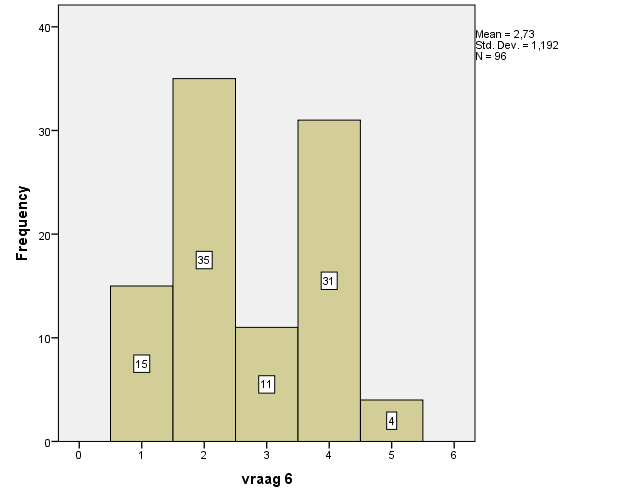 Mean = 2,73
Std. Dev. = 1,192
N = 96
Frequency
40
30
20
10
0
15
35
11
31
4
0 1 2 3 4 5 6
vraag 6